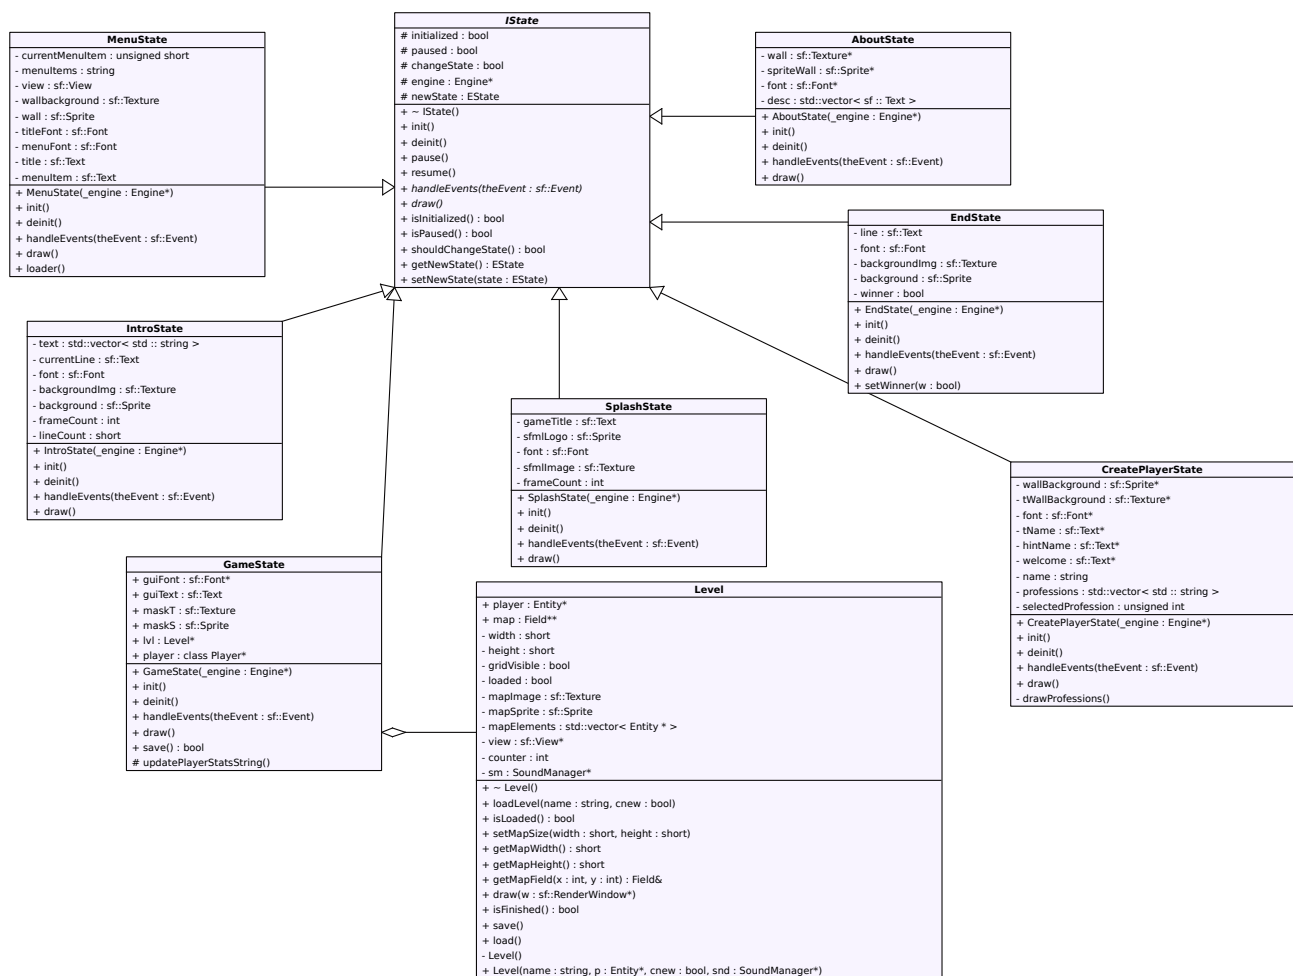 IState
# initialized : bool
# paused : bool
# changeState : bool
# engine : Engine*
# newState : EState
+ ~ IState()
+ init()
+ deinit()
+ pause()
+ resume()
+ handleEvents(theEvent : sf::Event)
+ draw()
+ isInitialized() : bool
+ isPaused() : bool
+ shouldChangeState() : bool
+ getNewState() : EState
+ setNewState(state : EState)
MenuState
- currentMenuItem : unsigned short
- menuItems : string
- view : sf::View
- wallbackground : sf::Texture
- wall : sf::Sprite
- titleFont : sf::Font
- menuFont : sf::Font
- title : sf::Text
- menuItem : sf::Text
+ MenuState(_engine : Engine*)
+ init()
+ deinit()
+ handleEvents(theEvent : sf::Event)
+ draw()
+ loader()
AboutState
- wall : sf::Texture*
- spriteWall : sf::Sprite*
- font : sf::Font*
- desc : std::vector< sf :: Text >
+ AboutState(_engine : Engine*)
+ init()
+ deinit()
+ handleEvents(theEvent : sf::Event)
+ draw()
EndState
- line : sf::Text
- font : sf::Font
- backgroundImg : sf::Texture
- background : sf::Sprite
- winner : bool
+ EndState(_engine : Engine*)
+ init()
+ deinit()
+ handleEvents(theEvent : sf::Event)
+ draw()
+ setWinner(w : bool)
IntroState
- text : std::vector< std :: string >
- currentLine : sf::Text
- font : sf::Font
- backgroundImg : sf::Texture
- background : sf::Sprite
- frameCount : int
- lineCount : short
+ IntroState(_engine : Engine*)
+ init()
+ deinit()
+ handleEvents(theEvent : sf::Event)
+ draw()
SplashState
- gameTitle : sf::Text
- sfmlLogo : sf::Sprite
- font : sf::Font
- sfmlImage : sf::Texture
- frameCount : int
+ SplashState(_engine : Engine*)
+ init()
+ deinit()
+ handleEvents(theEvent : sf::Event)
+ draw()
CreatePlayerState
- wallBackground : sf::Sprite*
- tWallBackground : sf::Texture*
- font : sf::Font*
- tName : sf::Text*
- hintName : sf::Text*
- welcome : sf::Text*
- name : string
- professions : std::vector< std :: string >
- selectedProfession : unsigned int
+ CreatePlayerState(_engine : Engine*)
+ init()
+ deinit()
+ handleEvents(theEvent : sf::Event)
+ draw()
- drawProfessions()
GameState
+ guiFont : sf::Font*
+ guiText : sf::Text
+ maskT : sf::Texture
+ maskS : sf::Sprite
+ lvl : Level*
+ player : class Player*
+ GameState(_engine : Engine*)
+ init()
+ deinit()
+ handleEvents(theEvent : sf::Event)
+ draw()
+ save() : bool
# updatePlayerStatsString()
Level
+ player : Entity*
+ map : Field**
- width : short
- height : short
- gridVisible : bool
- loaded : bool
- mapImage : sf::Texture
- mapSprite : sf::Sprite
- mapElements : std::vector< Entity * >
- view : sf::View*
- counter : int
- sm : SoundManager*
+ ~ Level()
+ loadLevel(name : string, cnew : bool)
+ isLoaded() : bool
+ setMapSize(width : short, height : short)
+ getMapWidth() : short
+ getMapHeight() : short
+ getMapField(x : int, y : int) : Field&
+ draw(w : sf::RenderWindow*)
+ isFinished() : bool
+ save()
+ load()
- Level()
+ Level(name : string, p : Entity*, cnew : bool, snd : SoundManager*)